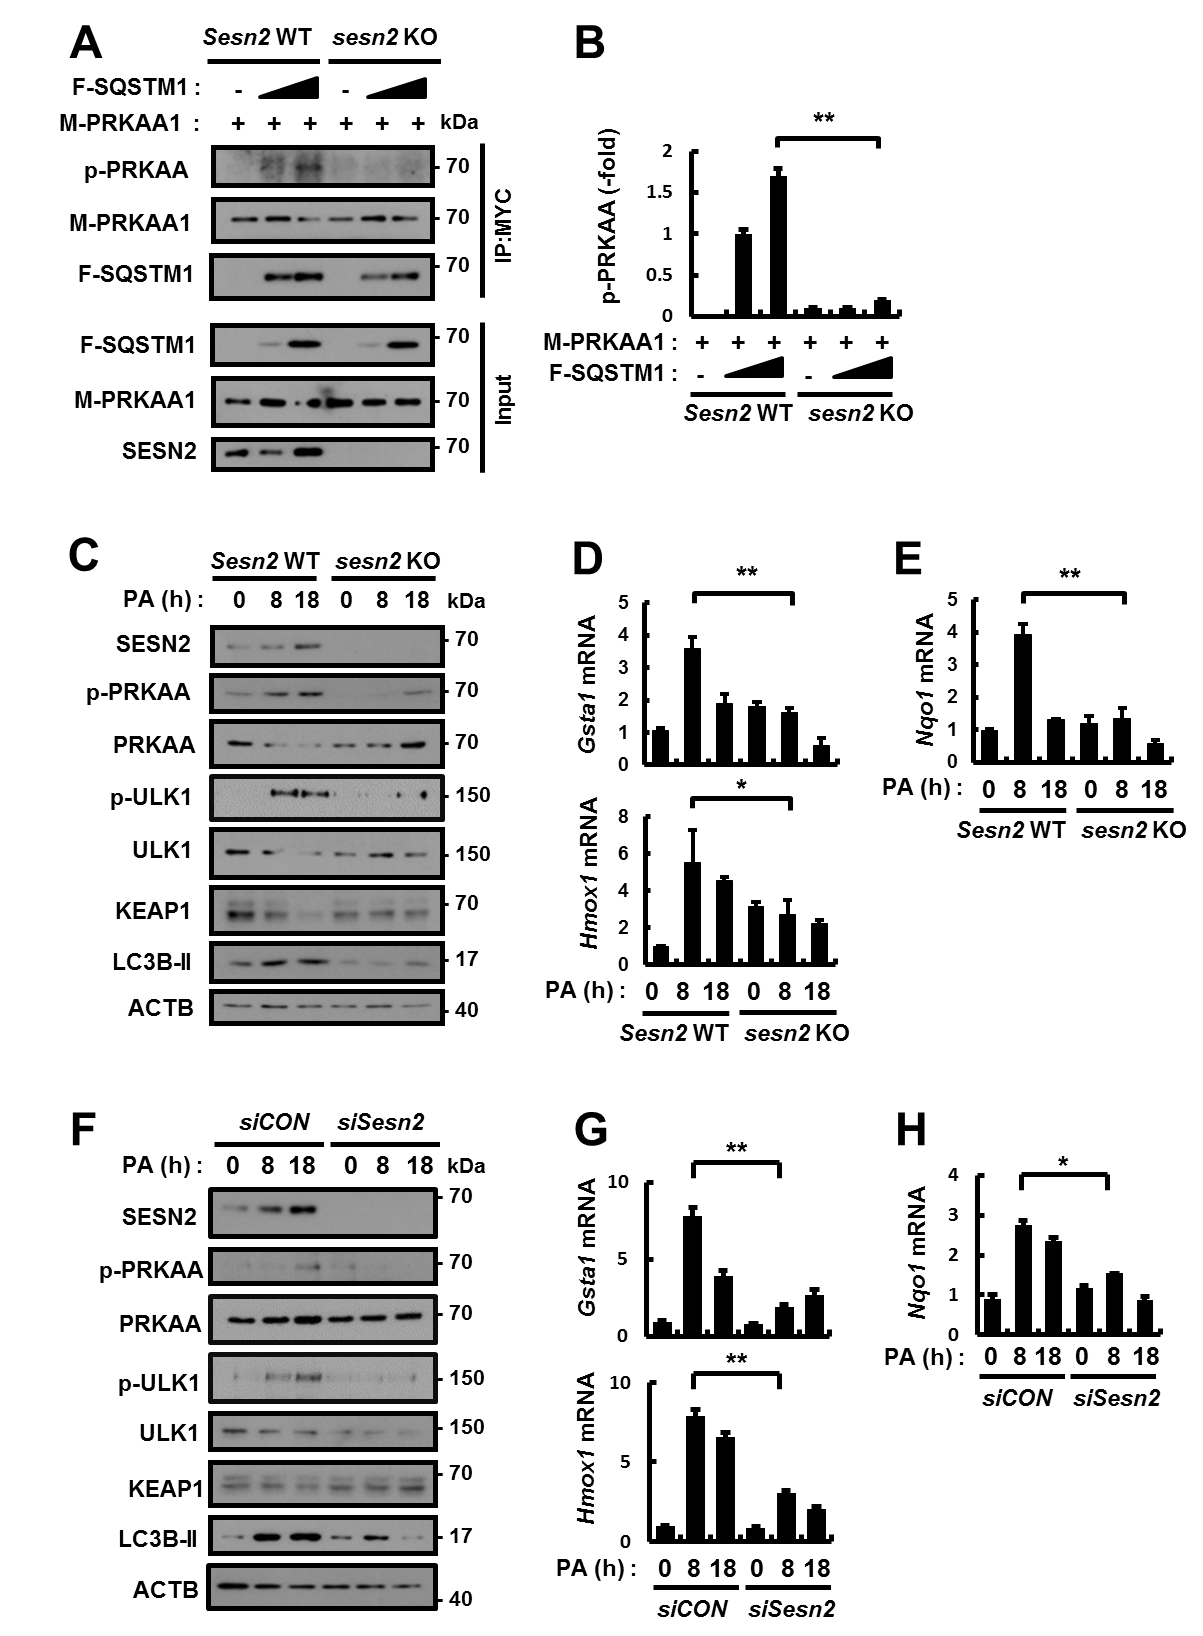 A
Sesn2 WT sesn2 KO
F-SQSTM1 : - -
M-PRKAA1 : + + + + + + kDa
p-PRKAA 70
M-PRKAA1 70
F-SQSTM1 70
IP:MYC
F-SQSTM1 70
M-PRKAA1 70
SESN2 70
Input
B
**
p-PRKAA (-fold)
2
1.5
1
0.5
0
M-PRKAA1 : + + + + + +
F-SQSTM1 : - -
Sesn2 WT sesn2 KO
C
Sesn2 WT sesn2 KO
PA (h) : 0 8 18 0 8 18 kDa
SESN2 70
p-PRKAA 70
PRKAA 70
p-ULK1 150
ULK1 150
KEAP1 70
LC3B-II 17
ACTB 40
D
**
Gsta1 mRNA
5
4
3
2
1
0
*
Hmox1 mRNA
8
6
4
2
0
PA (h) : 0 8 18 0 8 18
Sesn2 WT sesn2 KO
E
**
Nqo1 mRNA
5
4
3
2
1
0
PA (h) : 0 8 18 0 8 18
Sesn2 WT sesn2 KO
F
siCON siSesn2
PA (h) : 0 8 18 0 8 18 kDa
SESN2 70
p-PRKAA 70
PRKAA 70
p-ULK1 150
ULK1 150
KEAP1 70
LC3B-II 17
ACTB 40
G
**
Gsta1 mRNA
10
5
0
**
Hmox1 mRNA
10
5
0
PA (h) : 0 8 18 0 8 18
siCON siSesn2
H
*
Nqo1 mRNA
4
3
2
1
0
PA (h) : 0 8 18 0 8 18
siCON siSesn2